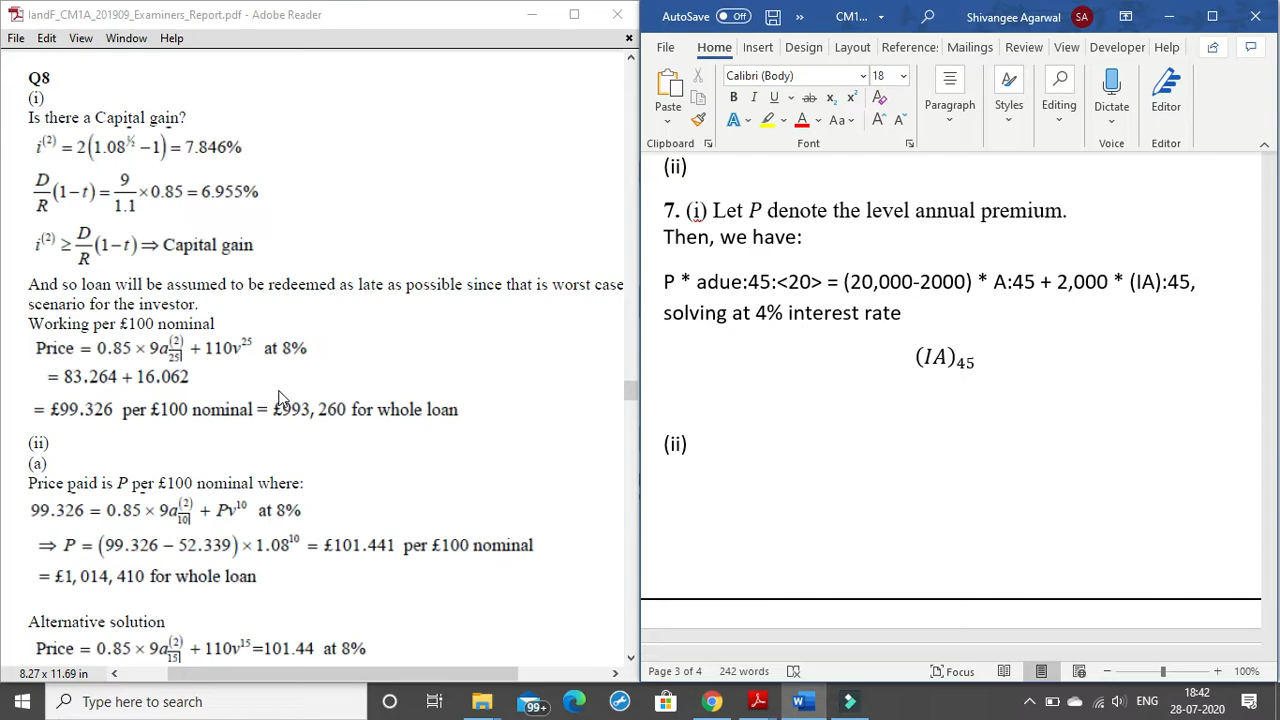 IandF_CM1A_201909_Examiners_Report.pdf - Adobe Reader
File Edit View Window Help
Q8
(i)
Is there a Capital gain?
i^(2) = 2(1.08^½ −1) = 7.846%
D/R (1−t) = 9/1.1 × 0.85 = 6.955%
i^(2) ≥ D/R (1−t) ⇒ Capital gain
And so loan will be assumed to be redeemed as late as possible since that is worst case
scenario for the investor.
Working per £100 nominal
Price = 0.85 × 9a^(2)_25| + 110v^25 at 8%
= 83.264 + 16.062
= £99.326 per £100 nominal = £993,260 for whole loan
(ii)
(a)
Price paid is P per £100 nominal where:
99.326 = 0.85 × 9a^(2)_10| + Pv^10 at 8%
⇒ P = (99.326 − 52.339) × 1.08^10 = £101.441 per £100 nominal
= £1,014,410 for whole loan
Alternative solution
Price = 0.85 × 9a^(2)_15| + 110v^15=101.44 at 8%
8.27 x 11.69 in
AutoSave Off CM1... Shivangee Agarwal SA
File Home Insert Design Layout Reference: Mailings Review View Developer Help
Calibri (Body) 18
Paste B I U ab x₂ x² A
A A Aa A A
Paragraph Styles Editing Dictate Editor
Clipboard Font Voice Editor
(ii)
7. (i) Let P denote the level annual premium.
Then, we have:
P * adue:45:<20> = (20,000-2000) * A:45 + 2,000 * (IA):45,
solving at 4% interest rate
(IA)_45
(ii)
Page 3 of 4 242 words Focus 100%
Type here to search 99+ ENG 18:42 28-07-2020